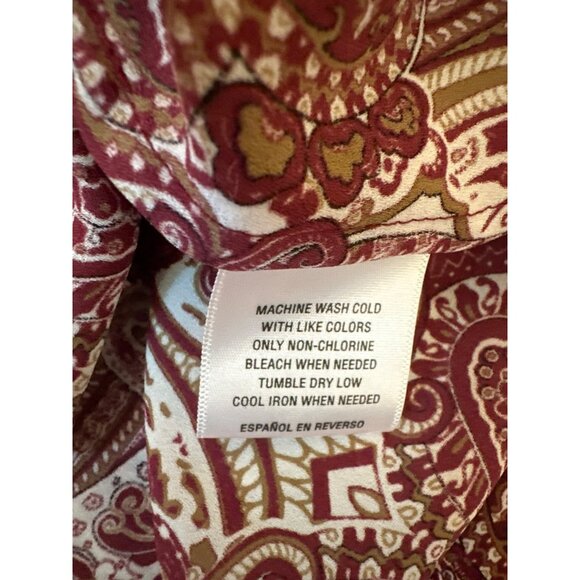 MACHINE WASH COLD
WITH LIKE COLORS
ONLY NON-CHLORINE
BLEACH WHEN NEEDED
TUMBLE DRY LOW
COOL IRON WHEN NEEDED
ESPAÑOL EN REVERSO